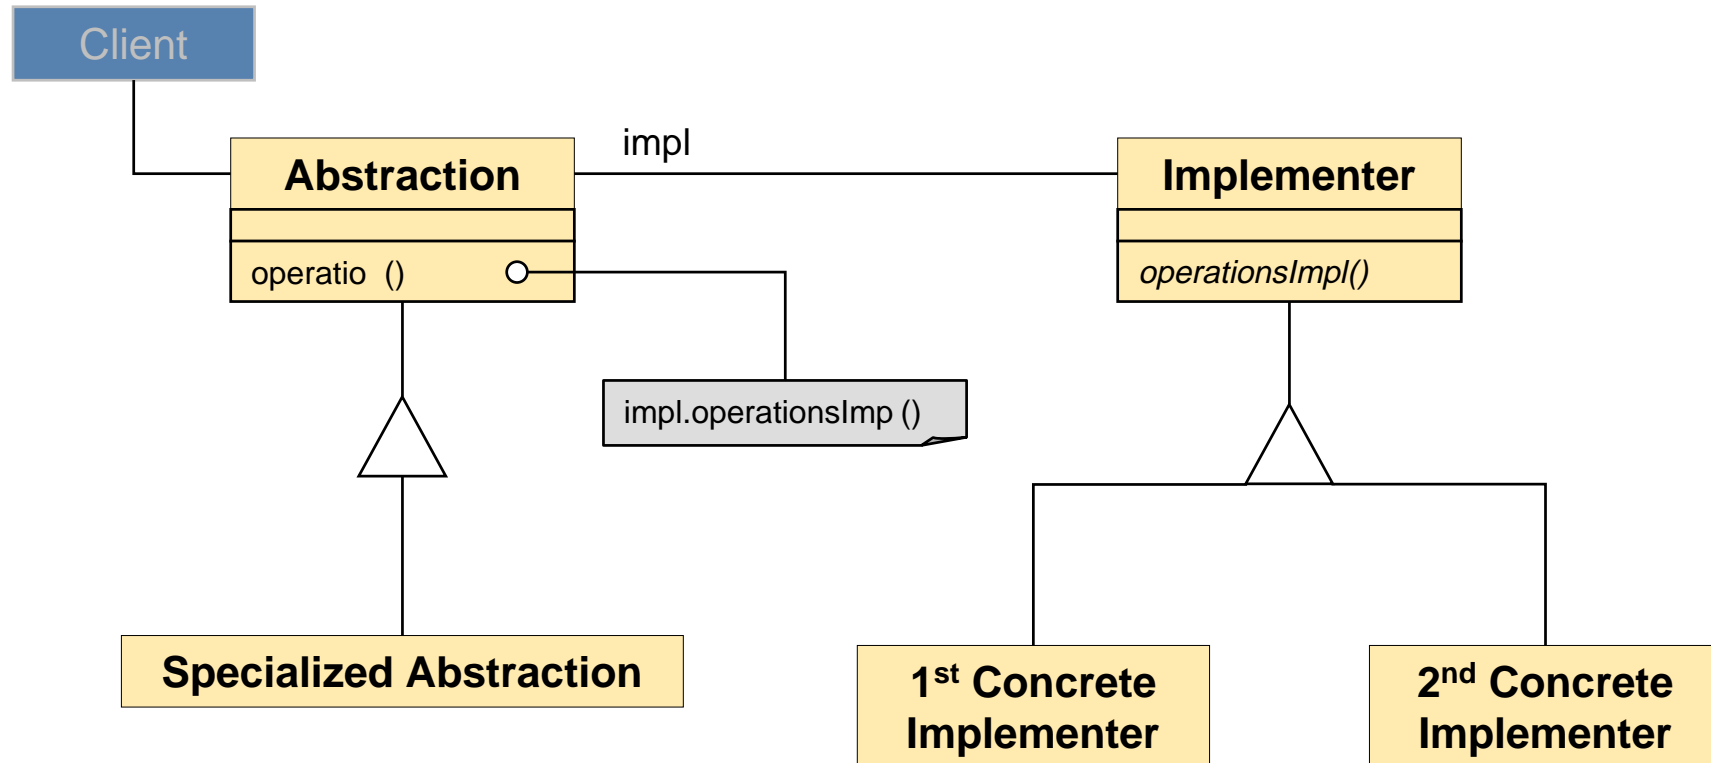 Client
impl
Abstraction
Implementer
operatio ()
operationsImpl()
impl.operationsImp ()
Specialized Abstraction
1st Concrete
Implementer
2nd Concrete
Implementer